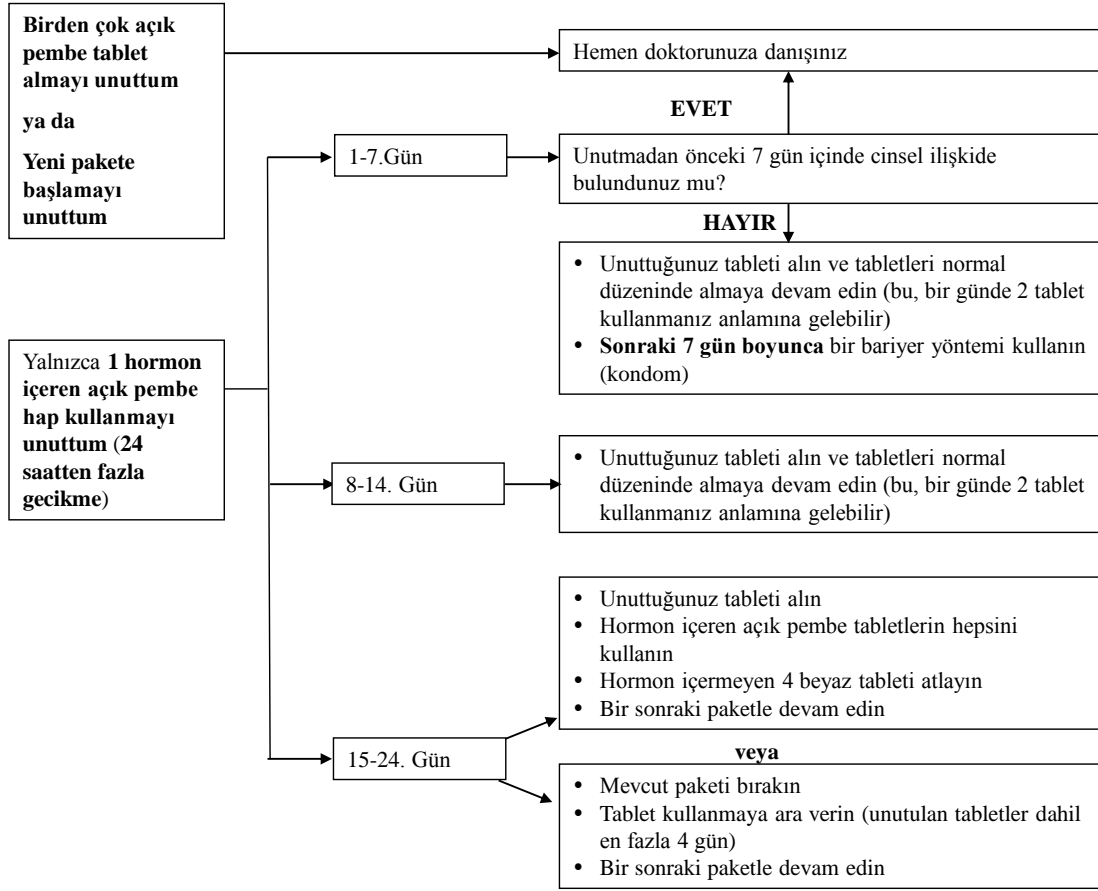 Birden çok açık
pembe tablet
almayı unuttum
ya da
Yeni pakete
başlamayı
unuttum
Hemen doktorunuza danışınız
EVET
1-7.Gün
Unutmadan önceki 7 gün içinde cinsel ilişkide
bulundunuz mu?
HAYIR
• Unuttuğunuz tableti alın ve tabletleri normal
düzeninde almaya devam edin (bu, bir günde 2 tablet
kullanmanız anlamına gelebilir)
• Sonraki 7 gün boyunca bir bariyer yöntemi kullanın
(kondom)
Yalnızca 1 hormon
içeren açık pembe
hap kullanmayı
unuttum (24
saatten fazla
gecikme)
8-14. Gün
• Unuttuğunuz tableti alın ve tabletleri normal
düzeninde almaya devam edin (bu, bir günde 2 tablet
kullanmanız anlamına gelebilir)
15-24. Gün
• Unuttuğunuz tableti alın
• Hormon içeren açık pembe tabletlerin hepsini
kullanın
• Hormon içermeyen 4 beyaz tableti atlayın
• Bir sonraki paketle devam edin
veya
• Mevcut paketi bırakın
• Tablet kullanmaya ara verin (unutulan tabletler dahil
en fazla 4 gün)
• Bir sonraki paketle devam edin